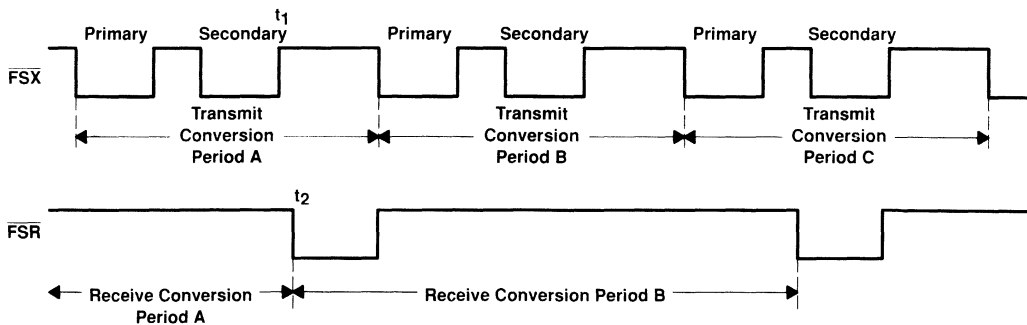 t1
Primary Secondary Primary Secondary Primary Secondary
FSX
Transmit Conversion Period A
Transmit Conversion Period B
Transmit Conversion Period C
t2
FSR
Receive Conversion Period A
Receive Conversion Period B